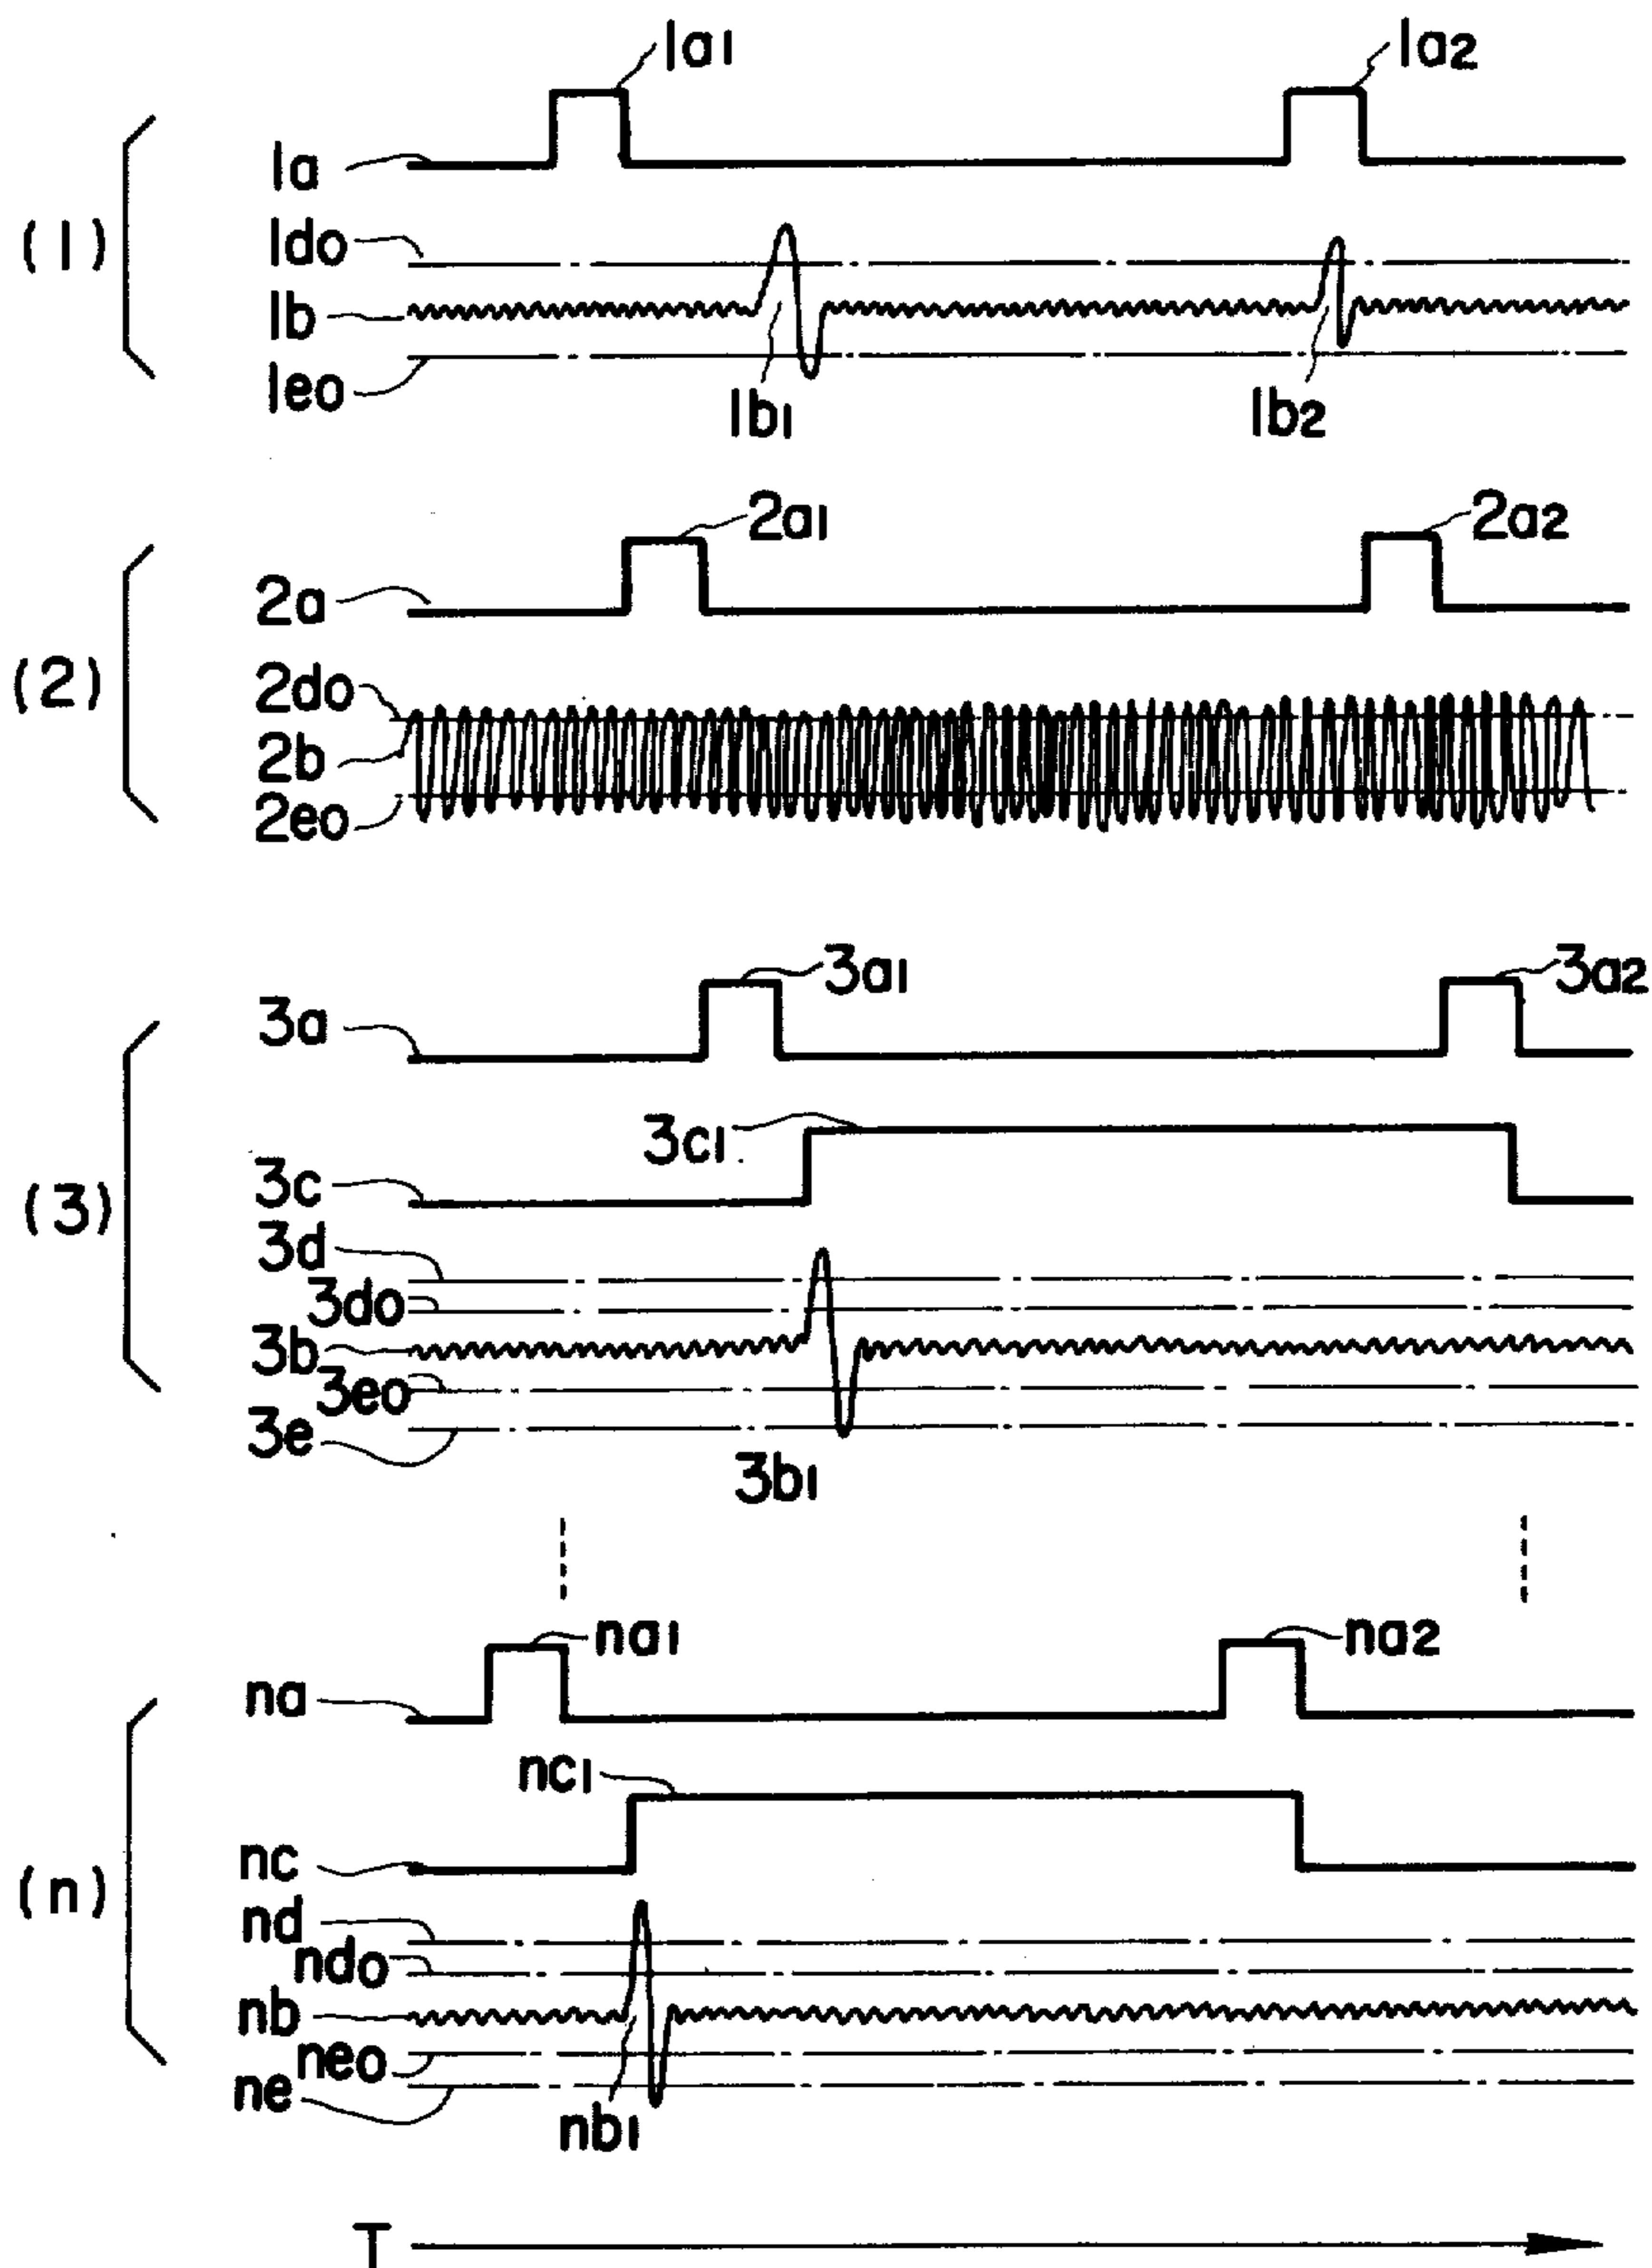 1a1
1a2
1a
(1)
1do
1b
1eo
1b1
1b2
2a1
2a2
2a
(2)
2do
2b
2eo
3a1
3a2
3a
3c1
3c
(3)
3d
3do
3b
3eo
3e
3b1
na1
na2
na
nc1
nc
(n)
nd
ndo
nb
neo
ne
nb1
T